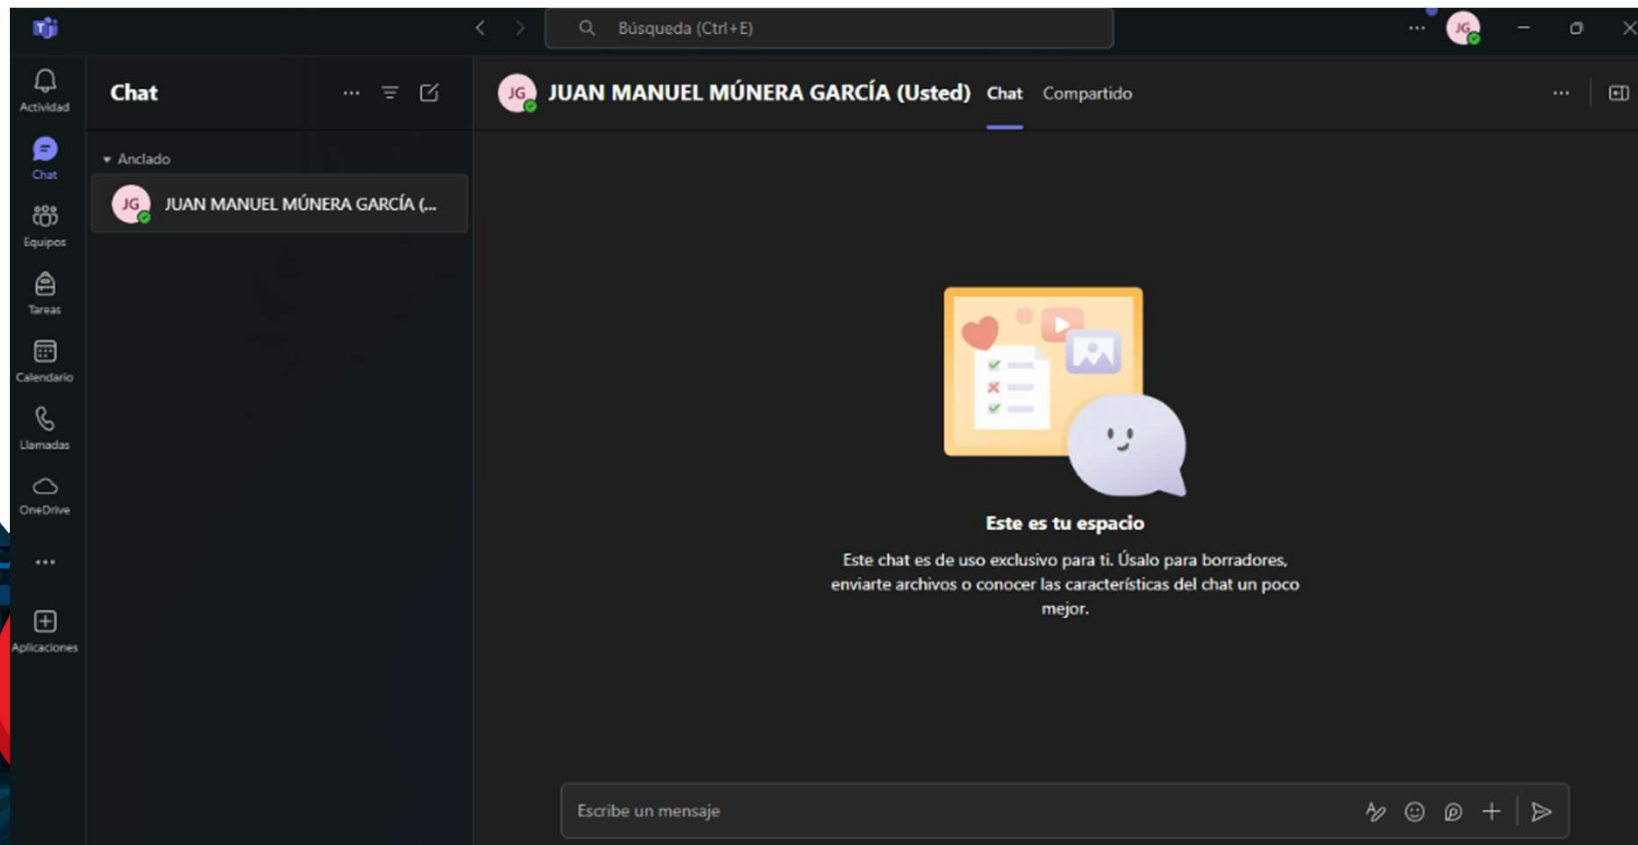 Búsqueda (Ctrl+E)
JG
Actividad
Chat
Equipos
Tareas
Calendario
Llamadas
OneDrive
Aplicaciones
Chat
Anclado
JG JUAN MANUEL MÚNERA GARCÍA (...
JG JUAN MANUEL MÚNERA GARCÍA (Usted) Chat Compartido
Este es tu espacio
Este chat es de uso exclusivo para ti. Úsalo para borradores,
enviarte archivos o conocer las características del chat un poco
mejor.
Escribe un mensaje